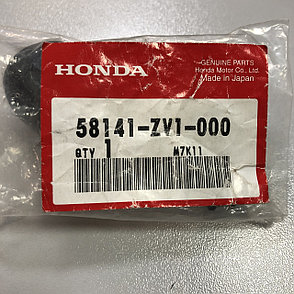 HONDA
GENUINE PARTS
Honda Motor Co., Ltd.
Made in Japan
58141-ZV1-000
QTY 1 M7K11